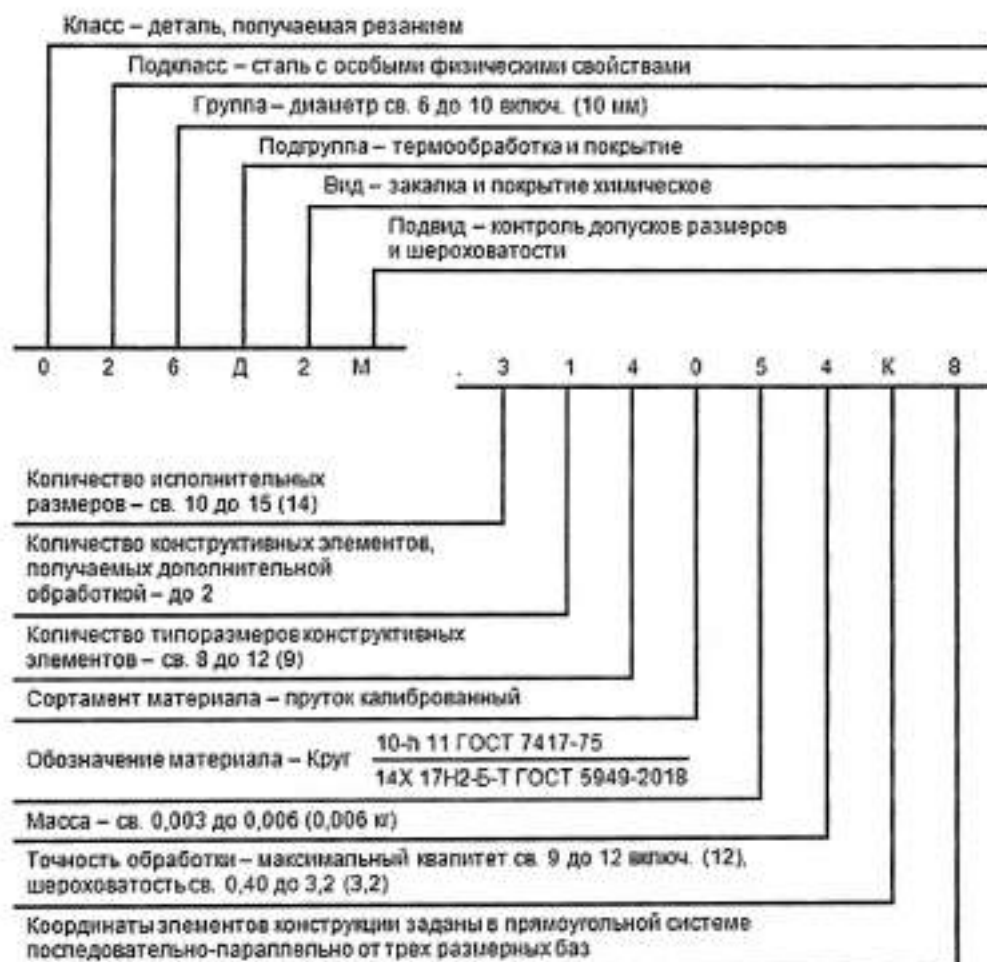 Класс – деталь, получаемая резанием
Подкласс – сталь с особыми физическими свойствами
Группа – диаметр св. 6 до 10 включ. (10 мм)
Подгруппа – термообработка и покрытие
Вид – закалка и покрытие химическое
Подвид – контроль допусков размеров
и шероховатости
0 2 6 Д 2 М
. 3 1 4 0 5 4 К 8
Количество исполнительных
размеров – св. 10 до 15 (14)
Количество конструктивных элементов,
получаемых дополнительной
обработкой – до 2
Количество типоразмеров конструктивных
элементов – св. 8 до 12 (9)
Сортамент материала – пруток калиброванный
10-h 11 ГОСТ 7417-75
Обозначение материала – Круг
14Х 17Н2-Б-Т ГОСТ 5949-2018
Масса – св. 0,003 до 0,006 (0,006 кг)
Точность обработки – максимальный квалитет св. 9 до 12 включ. (12),
шероховатость св. 0,40 до 3,2 (3,2)
Координаты элементов конструкции заданы в прямоугольной системе
последовательно-параллельно от трех размерных баз